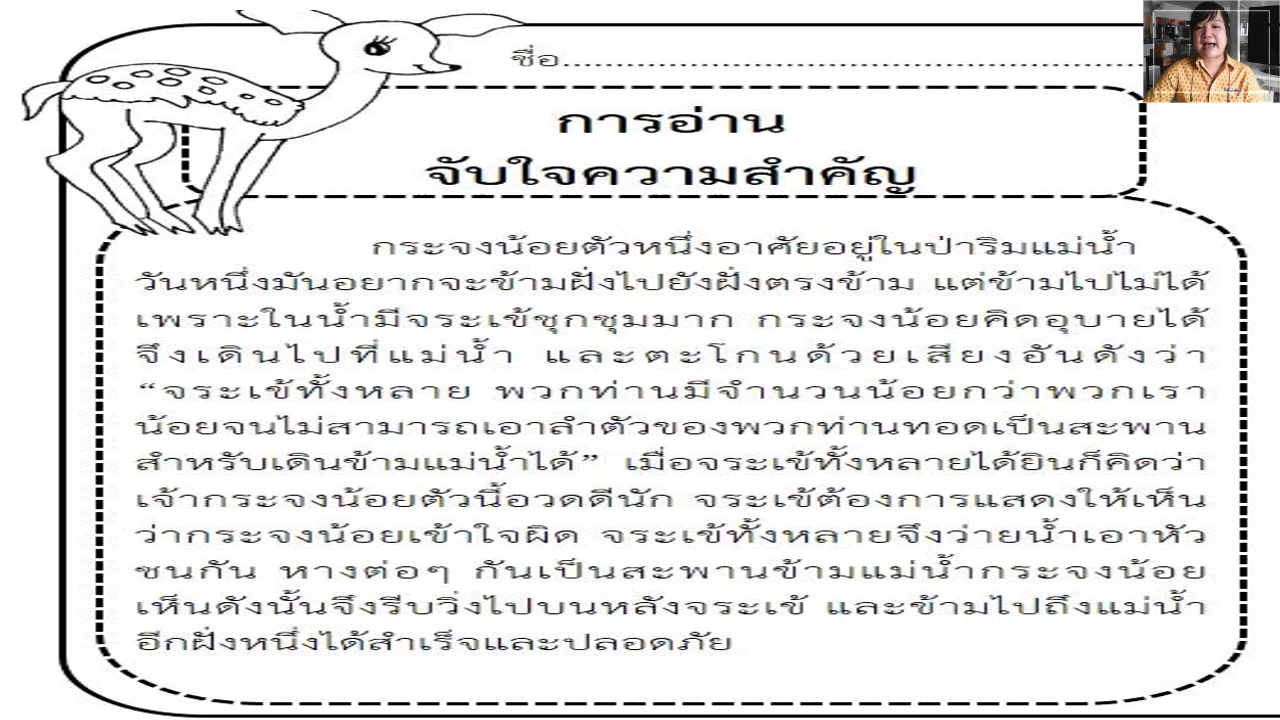 ชื่อ..........................................................
การอ่าน
จับใจความสำคัญ
กระจงน้อยตัวหนึ่งอาศัยอยู่ในป่าริมแม่น้ำ
วันหนึ่งมันอยากจะข้ามฝั่งไปยังฝั่งตรงข้าม แต่ข้ามไปไม่ได้
เพราะในน้ำมีจระเข้ชุกชุมมาก กระจงน้อยคิดอุบายได้
จึงเดินไปที่แม่น้ำ และตะโกนด้วยเสียงอันดังว่า
“จระเข้ทั้งหลาย พวกท่านมีจำนวนน้อยกว่าพวกเรา
น้อยจนไม่สามารถเอาลำตัวของพวกท่านทอดเป็นสะพาน
สำหรับเดินข้ามแม่น้ำได้” เมื่อจระเข้ทั้งหลายได้ยินก็คิดว่า
เจ้ากระจงน้อยตัวนี้อวดดีนัก จระเข้ต้องการแสดงให้เห็น
ว่ากระจงน้อยเข้าใจผิด จระเข้ทั้งหลายจึงว่ายน้ำเอาหัว
ชนกัน หางต่อๆ กันเป็นสะพานข้ามแม่น้ำกระจงน้อย
เห็นดังนั้นจึงรีบวิ่งไปบนหลังจระเข้ และข้ามไปถึงแม่น้ำ
อีกฝั่งหนึ่งได้สำเร็จและปลอดภัย